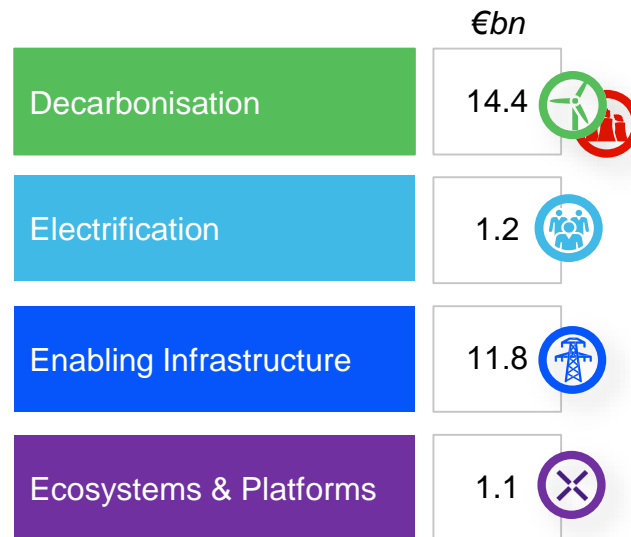 €bn
Decarbonisation 14.4
Electrification 1.2
Enabling Infrastructure 11.8
Ecosystems & Platforms 1.1